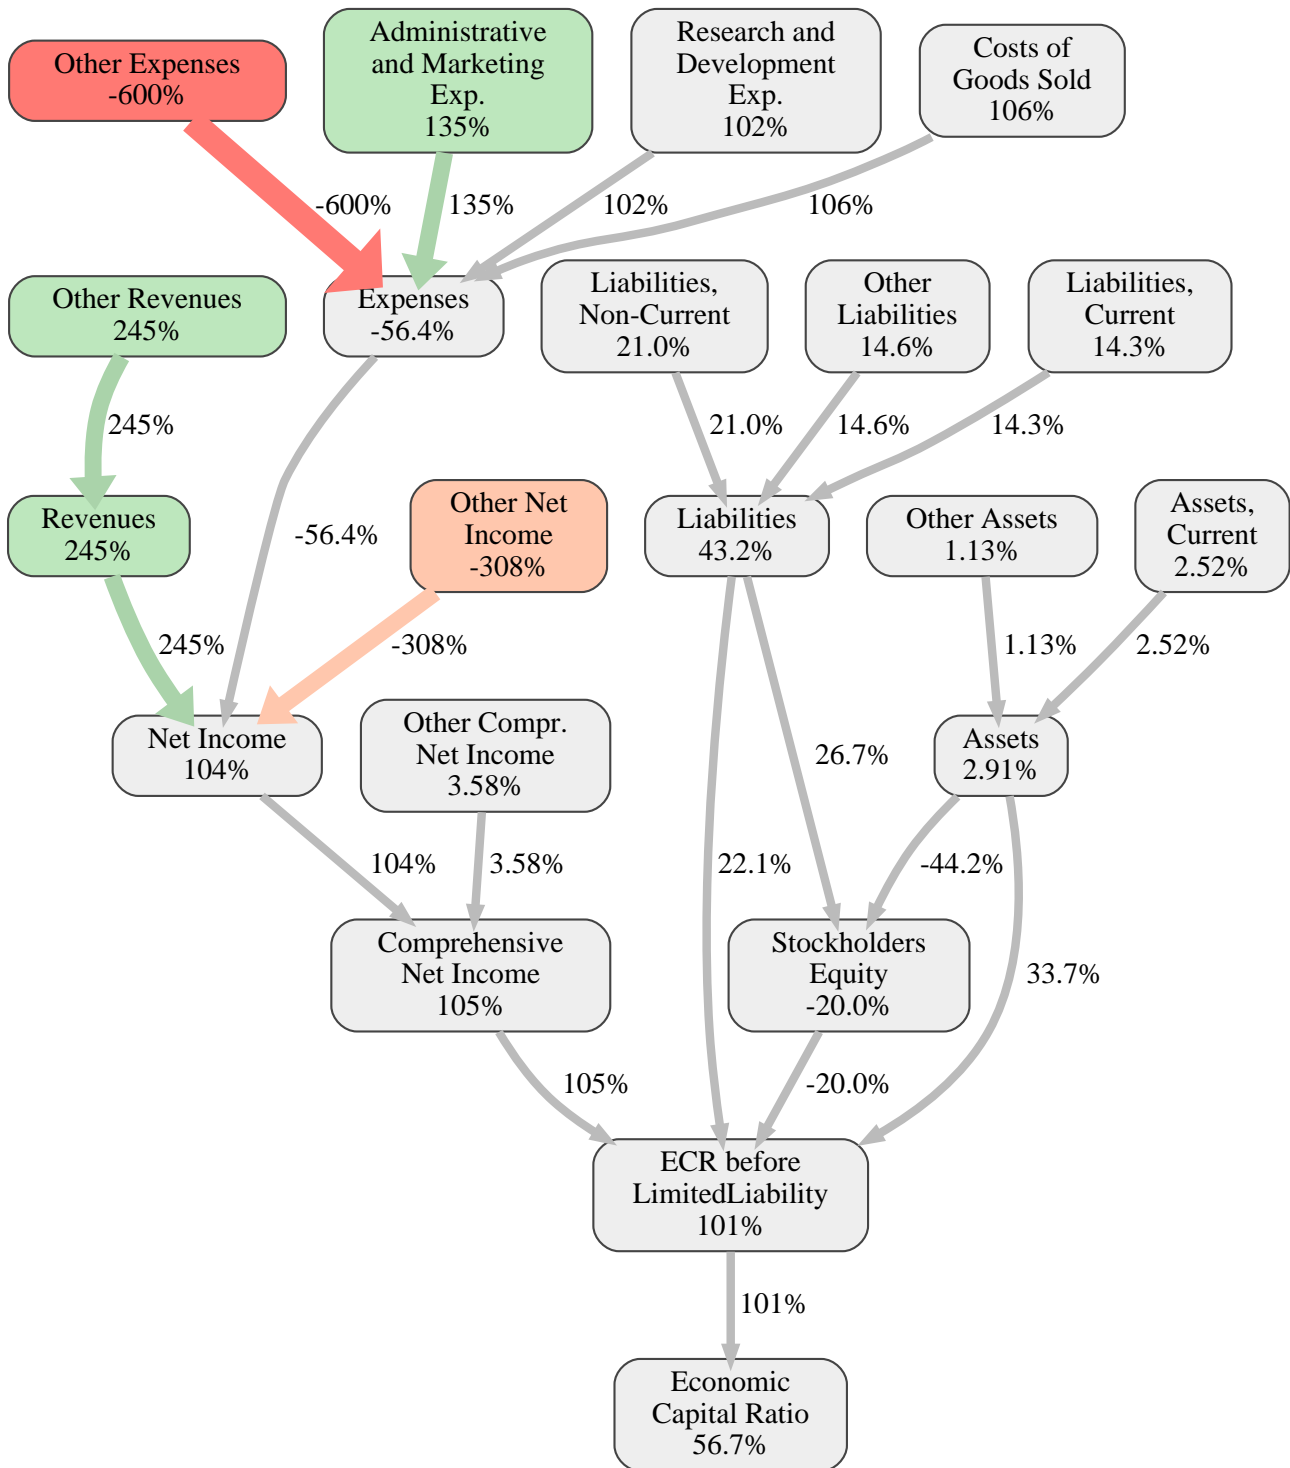 Other Expenses
-600%
Administrative
and Marketing
Exp.
135%
Research and
Development
Exp.
102%
Costs of
Goods Sold
106%
-600%
135%
102%
106%
Other Revenues
245%
Expenses
-56.4%
Liabilities,
Non-Current
21.0%
Other
Liabilities
14.6%
Liabilities,
Current
14.3%
245%
21.0%
14.6%
14.3%
Revenues
245%
-56.4%
Other Net
Income
-308%
Liabilities
43.2%
Other Assets
1.13%
Assets,
Current
2.52%
245%
-308%
1.13%
2.52%
Net Income
104%
Other Compr.
Net Income
3.58%
26.7%
Assets
2.91%
104%
3.58%
22.1%
-44.2%
Comprehensive
Net Income
105%
Stockholders
Equity
-20.0%
33.7%
105%
-20.0%
ECR before
LimitedLiability
101%
101%
Economic
Capital Ratio
56.7%